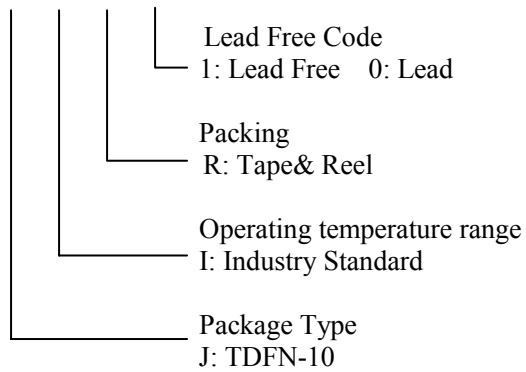 Lead Free Code
1: Lead Free 0: Lead
Packing
R: Tape& Reel
Operating temperature range
I: Industry Standard
Package Type
J: TDFN-10